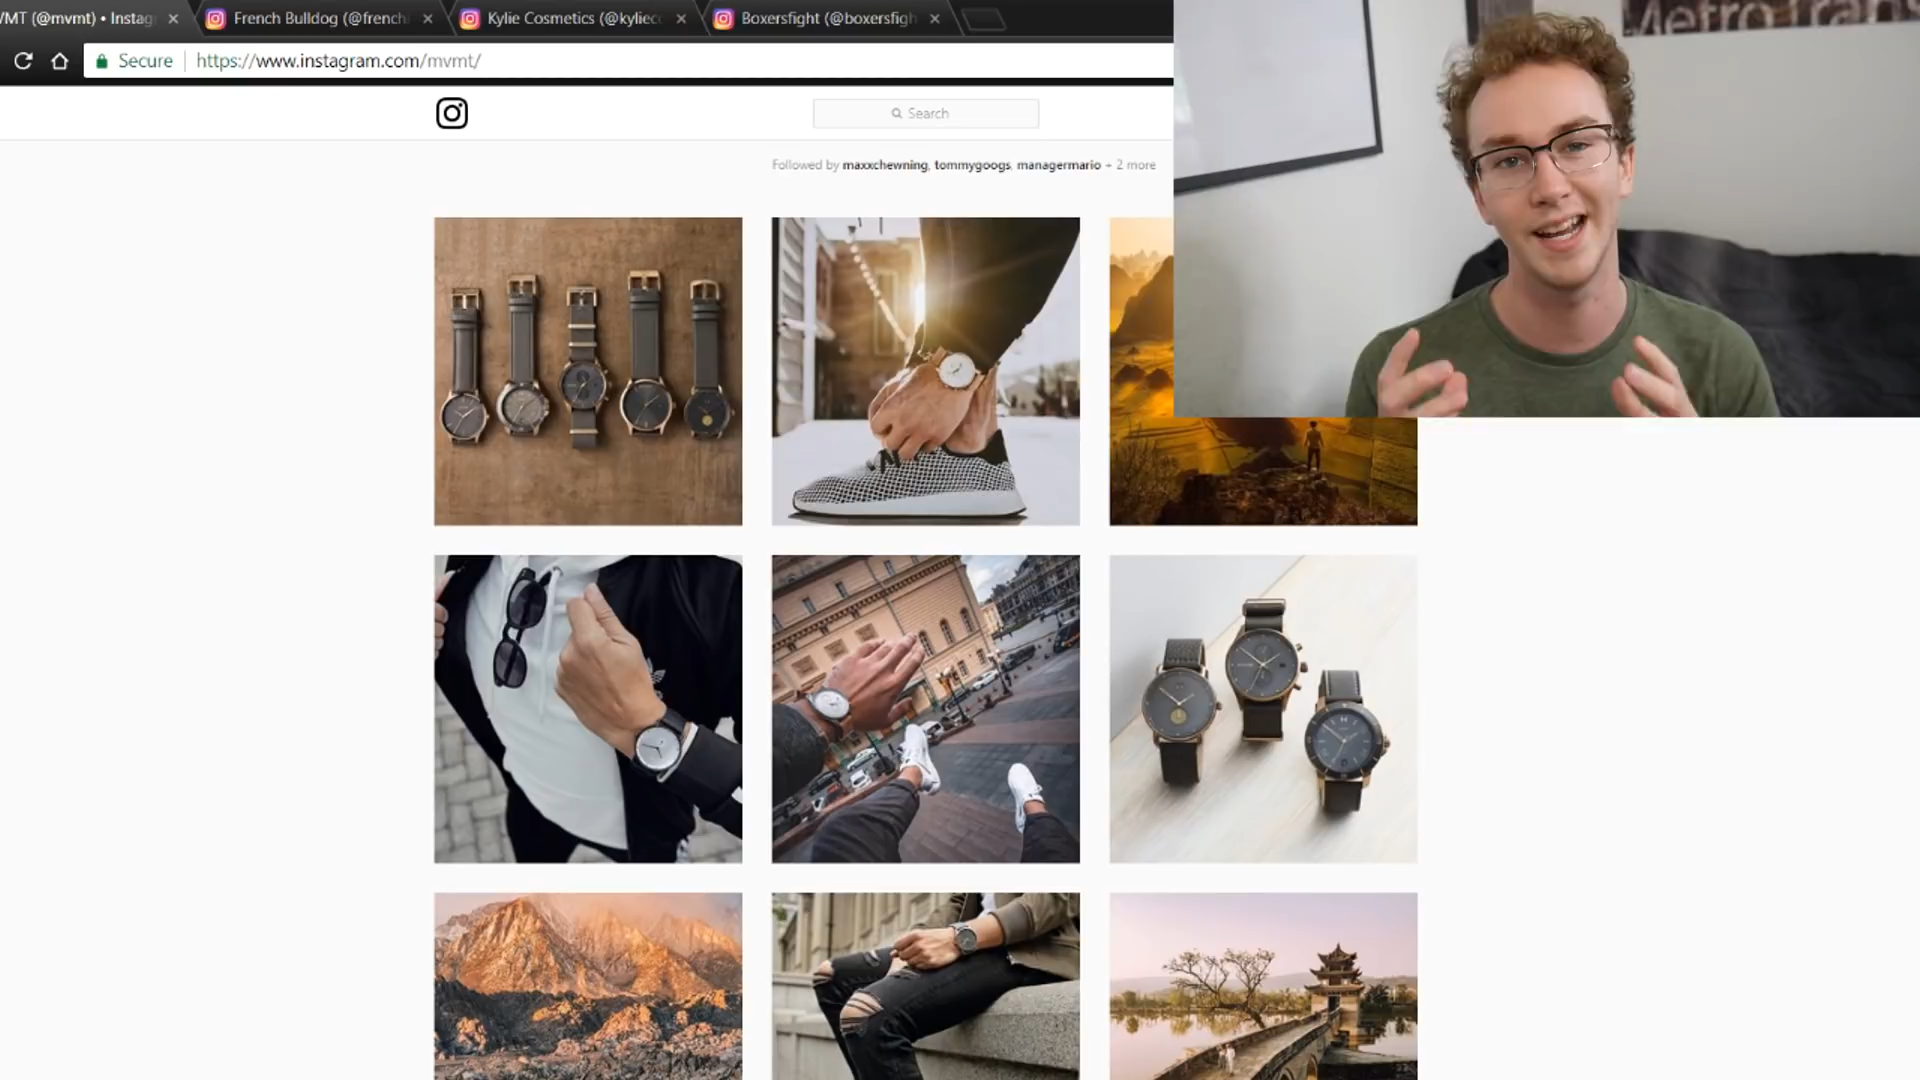 VMT (@mvmt) • Instag
French Bulldog (@frenchi
Kylie Cosmetics (@kyliec
Boxersfight (@boxersfigh
Secure
https://www.instagram.com/mvmt/
Search
Followed by maxxchewning, tommygoogs, managermario + 2 more